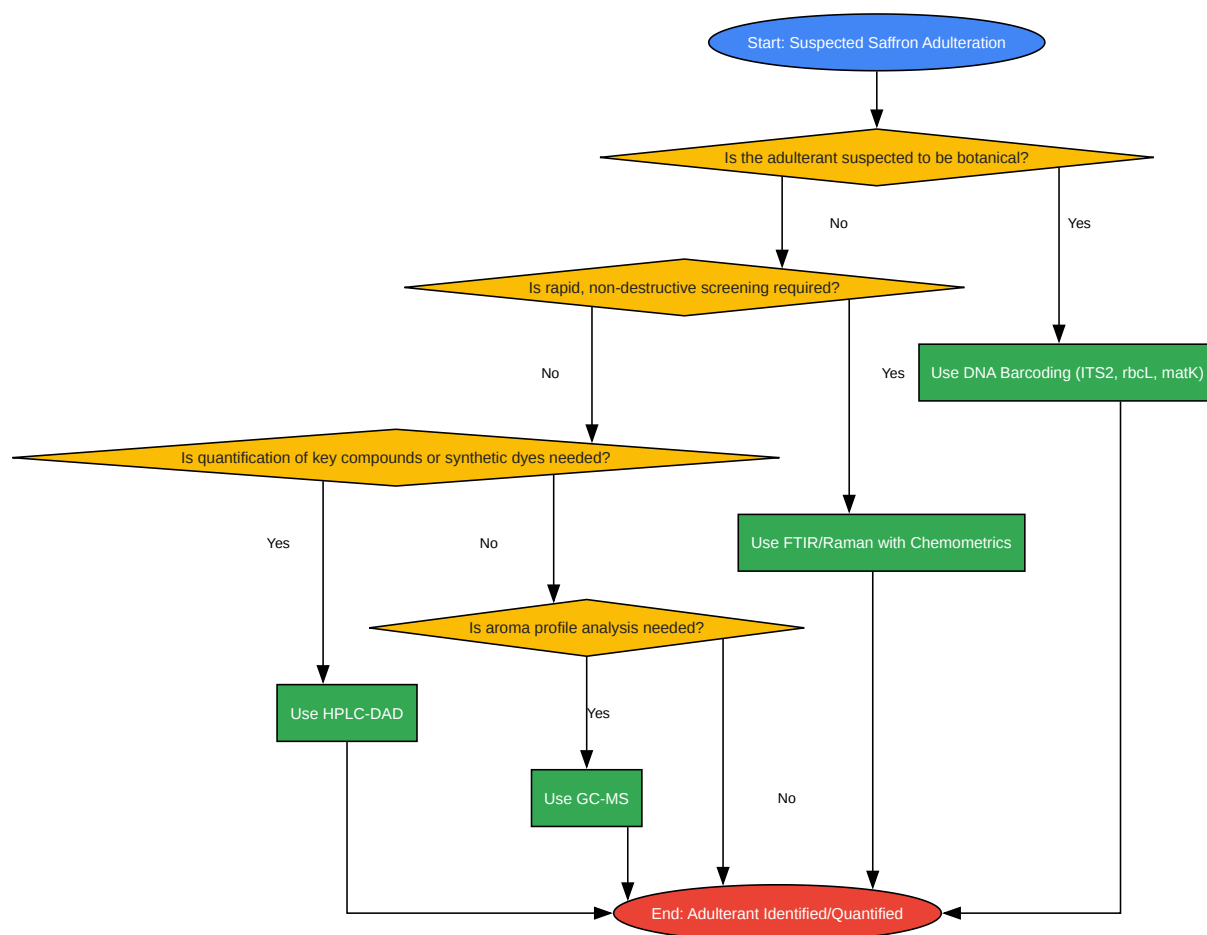 Start: Suspected Saffron Adulteration
Is the adulterant suspected to be botanical?
No
Yes
Is rapid, non-destructive screening required?
No
Yes
Use DNA Barcoding (ITS2, rbcL, matK)
Is quantification of key compounds or synthetic dyes needed?
Yes
No
Use FTIR/Raman with Chemometrics
Is aroma profile analysis needed?
Use HPLC-DAD
Yes
Use GC-MS
No
End: Adulterant Identified/Quantified